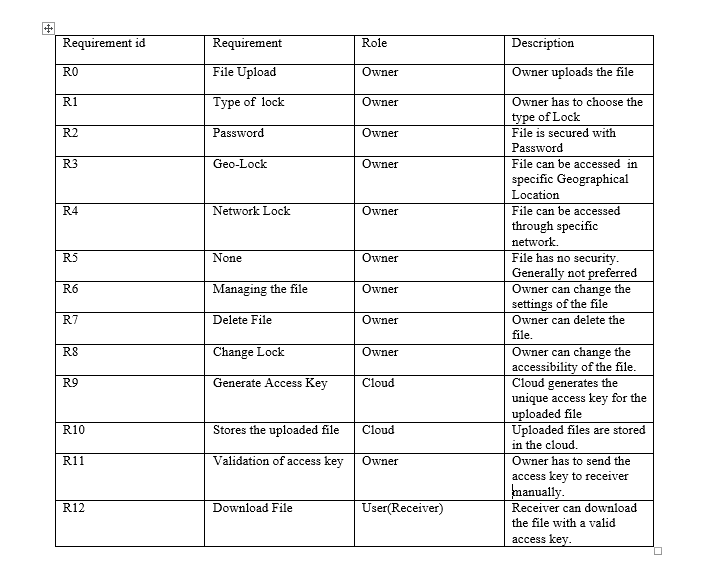 Requirement id Requirement Role Description
R0 File Upload Owner Owner uploads the file
R1 Type of lock Owner Owner has to choose the
type of Lock
R2 Password Owner File is secured with
Password
R3 Geo-Lock Owner File can be accessed in
specific Geographical
Location
R4 Network Lock Owner File can be accessed
through specific
network.
R5 None Owner File has no security.
Generally not preferred
R6 Managing the file Owner Owner can change the
settings of the file
R7 Delete File Owner Owner can delete the
file.
R8 Change Lock Owner Owner can change the
accessibility of the file.
R9 Generate Access Key Cloud Cloud generates the
unique access key for the
uploaded file
R10 Stores the uploaded file Cloud Uploaded files are stored
in the cloud.
R11 Validation of access key Owner Owner has to send the
access key to receiver
manually.
R12 Download File User(Receiver) Receiver can download
the file with a valid
access key.